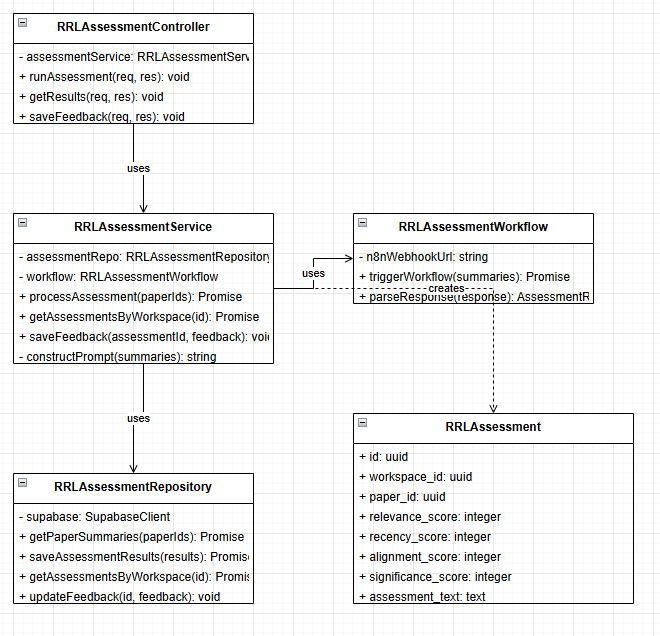 RRLAssessmentController
- assessmentService: RRLAssessmentServ
+ runAssessment(req, res): void
+ getResults(req, res): void
+ saveFeedback(req, res): void
uses
RRLAssessmentService
- assessmentRepo: RRLAssessmentRepository
- workflow: RRLAssessmentWorkflow
+ processAssessment(paperIds): Promise
+ getAssessmentsByWorkspace(id): Promise
+ saveFeedback(assessmentId, feedback): void
- constructPrompt(summaries): string
uses
RRLAssessmentWorkflow
- n8nWebhookUrl: string
+ triggerWorkflow(summaries): Promise
+ parseResponse(response): AssessmentR
creates
uses
RRLAssessmentRepository
- supabase: SupabaseClient
+ getPaperSummaries(paperIds): Promise
+ saveAssessmentResults(results): Promise
+ getAssessmentsByWorkspace(id): Promis
+ updateFeedback(id, feedback): void
RRLAssessment
+ id: uuid
+ workspace_id: uuid
+ paper_id: uuid
+ relevance_score: integer
+ recency_score: integer
+ alignment_score: integer
+ significance_score: integer
+ assessment_text: text